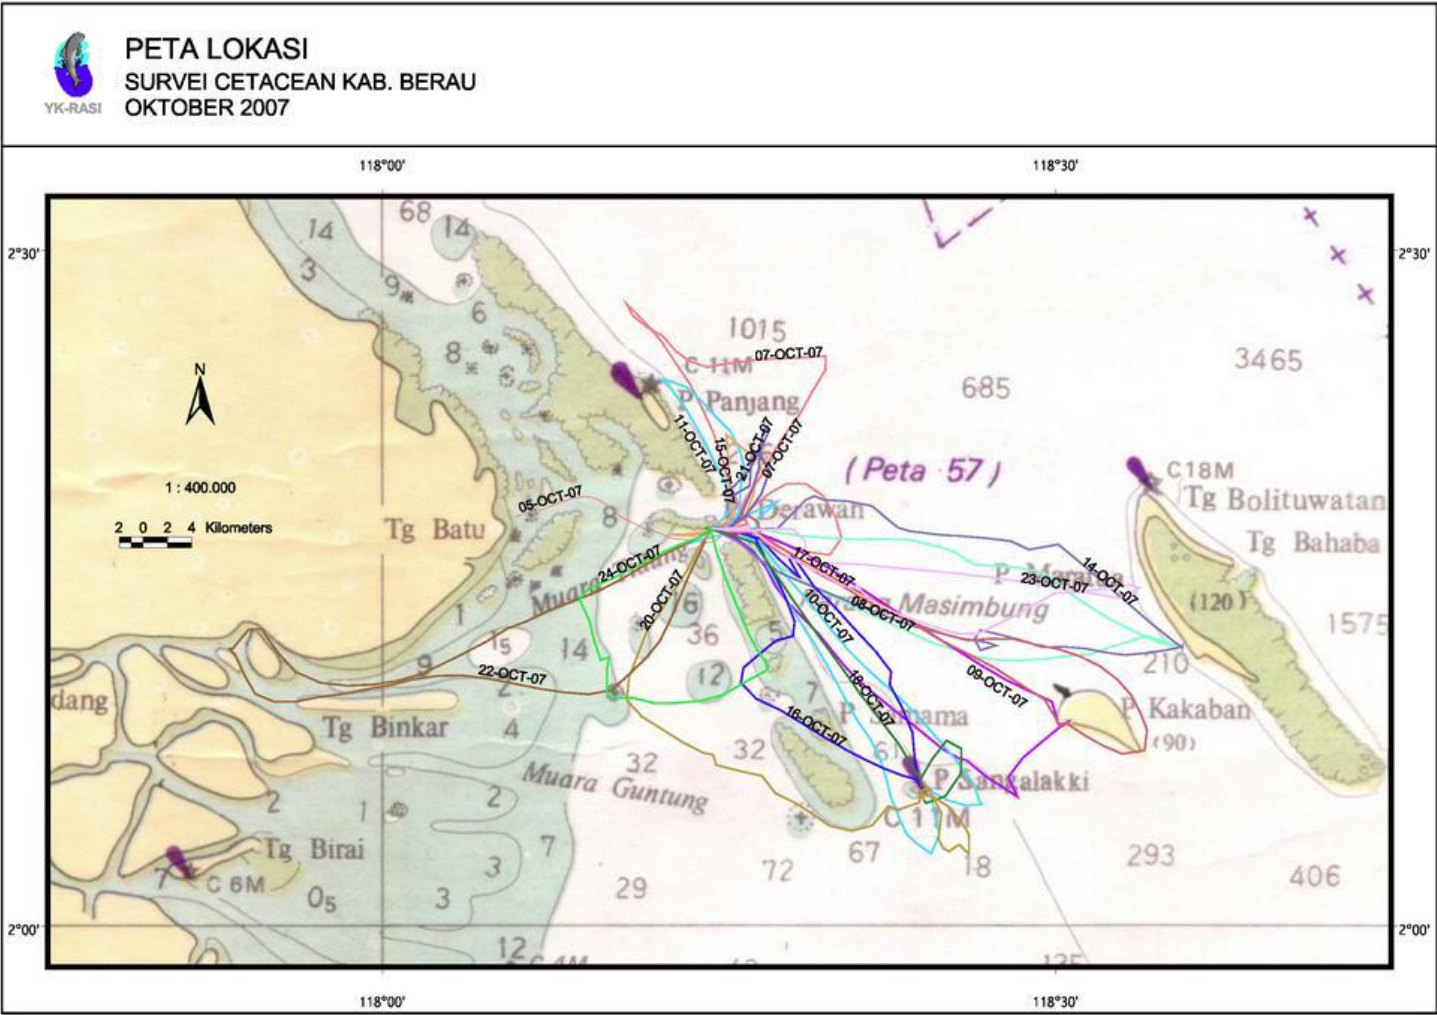 PETA LOKASI
SURVEI CETACEAN KAB. BERAU
OKTOBER 2007
YK-RASI
118°00'
118°30'
2°30'
2°30'
68
14
14
3
9
6
8
1015
07-OCT-07
C 11M
P Panjang
685
3465
N
1 : 400.000
2 0 2 4 Kilometers
11-OCT-07
15-OCT-07
21-OCT-07
07-OCT-07
(Peta 57)
C18M
Tg Bolituwatan
Tg Bahaba
05-OCT-07
8
Derawan
Tg Batu
24-OCT-07
Muara
20-OCT-07
17-OCT-07
10-OCT-07
08-OCT-07
Masimbung
23-OCT-07
14-OCT-07
(120)
1575
1
15
14
6
36
12
5
7
210
9
22-OCT-07
2
4
dang
Tg Binkar
18-OCT-07
09-OCT-07
16-OCT-07
P Kakaban
(90)
32
32
61
P Sangalakki
C 11M
Muara Guntung
2
1
2
7
Tg Birai
7
C 6M
05
3
3
29
72
67
18
293
406
12
2°00'
2°00'
118°00'
118°30'